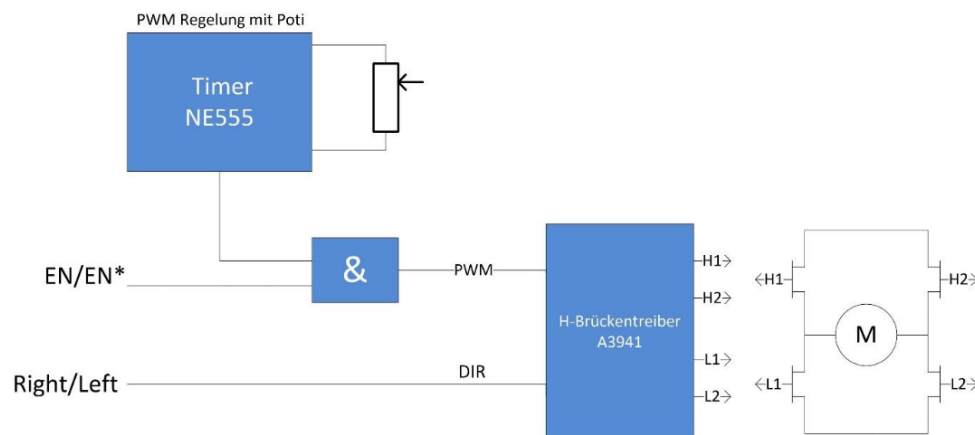 PWM Regelung mit Poti
Timer
NE555
EN/EN*
&
PWM
H1
H2
H-Brückentreiber
A3941
L1
L2
Right/Left
DIR
H1
H2
M
L1
L2